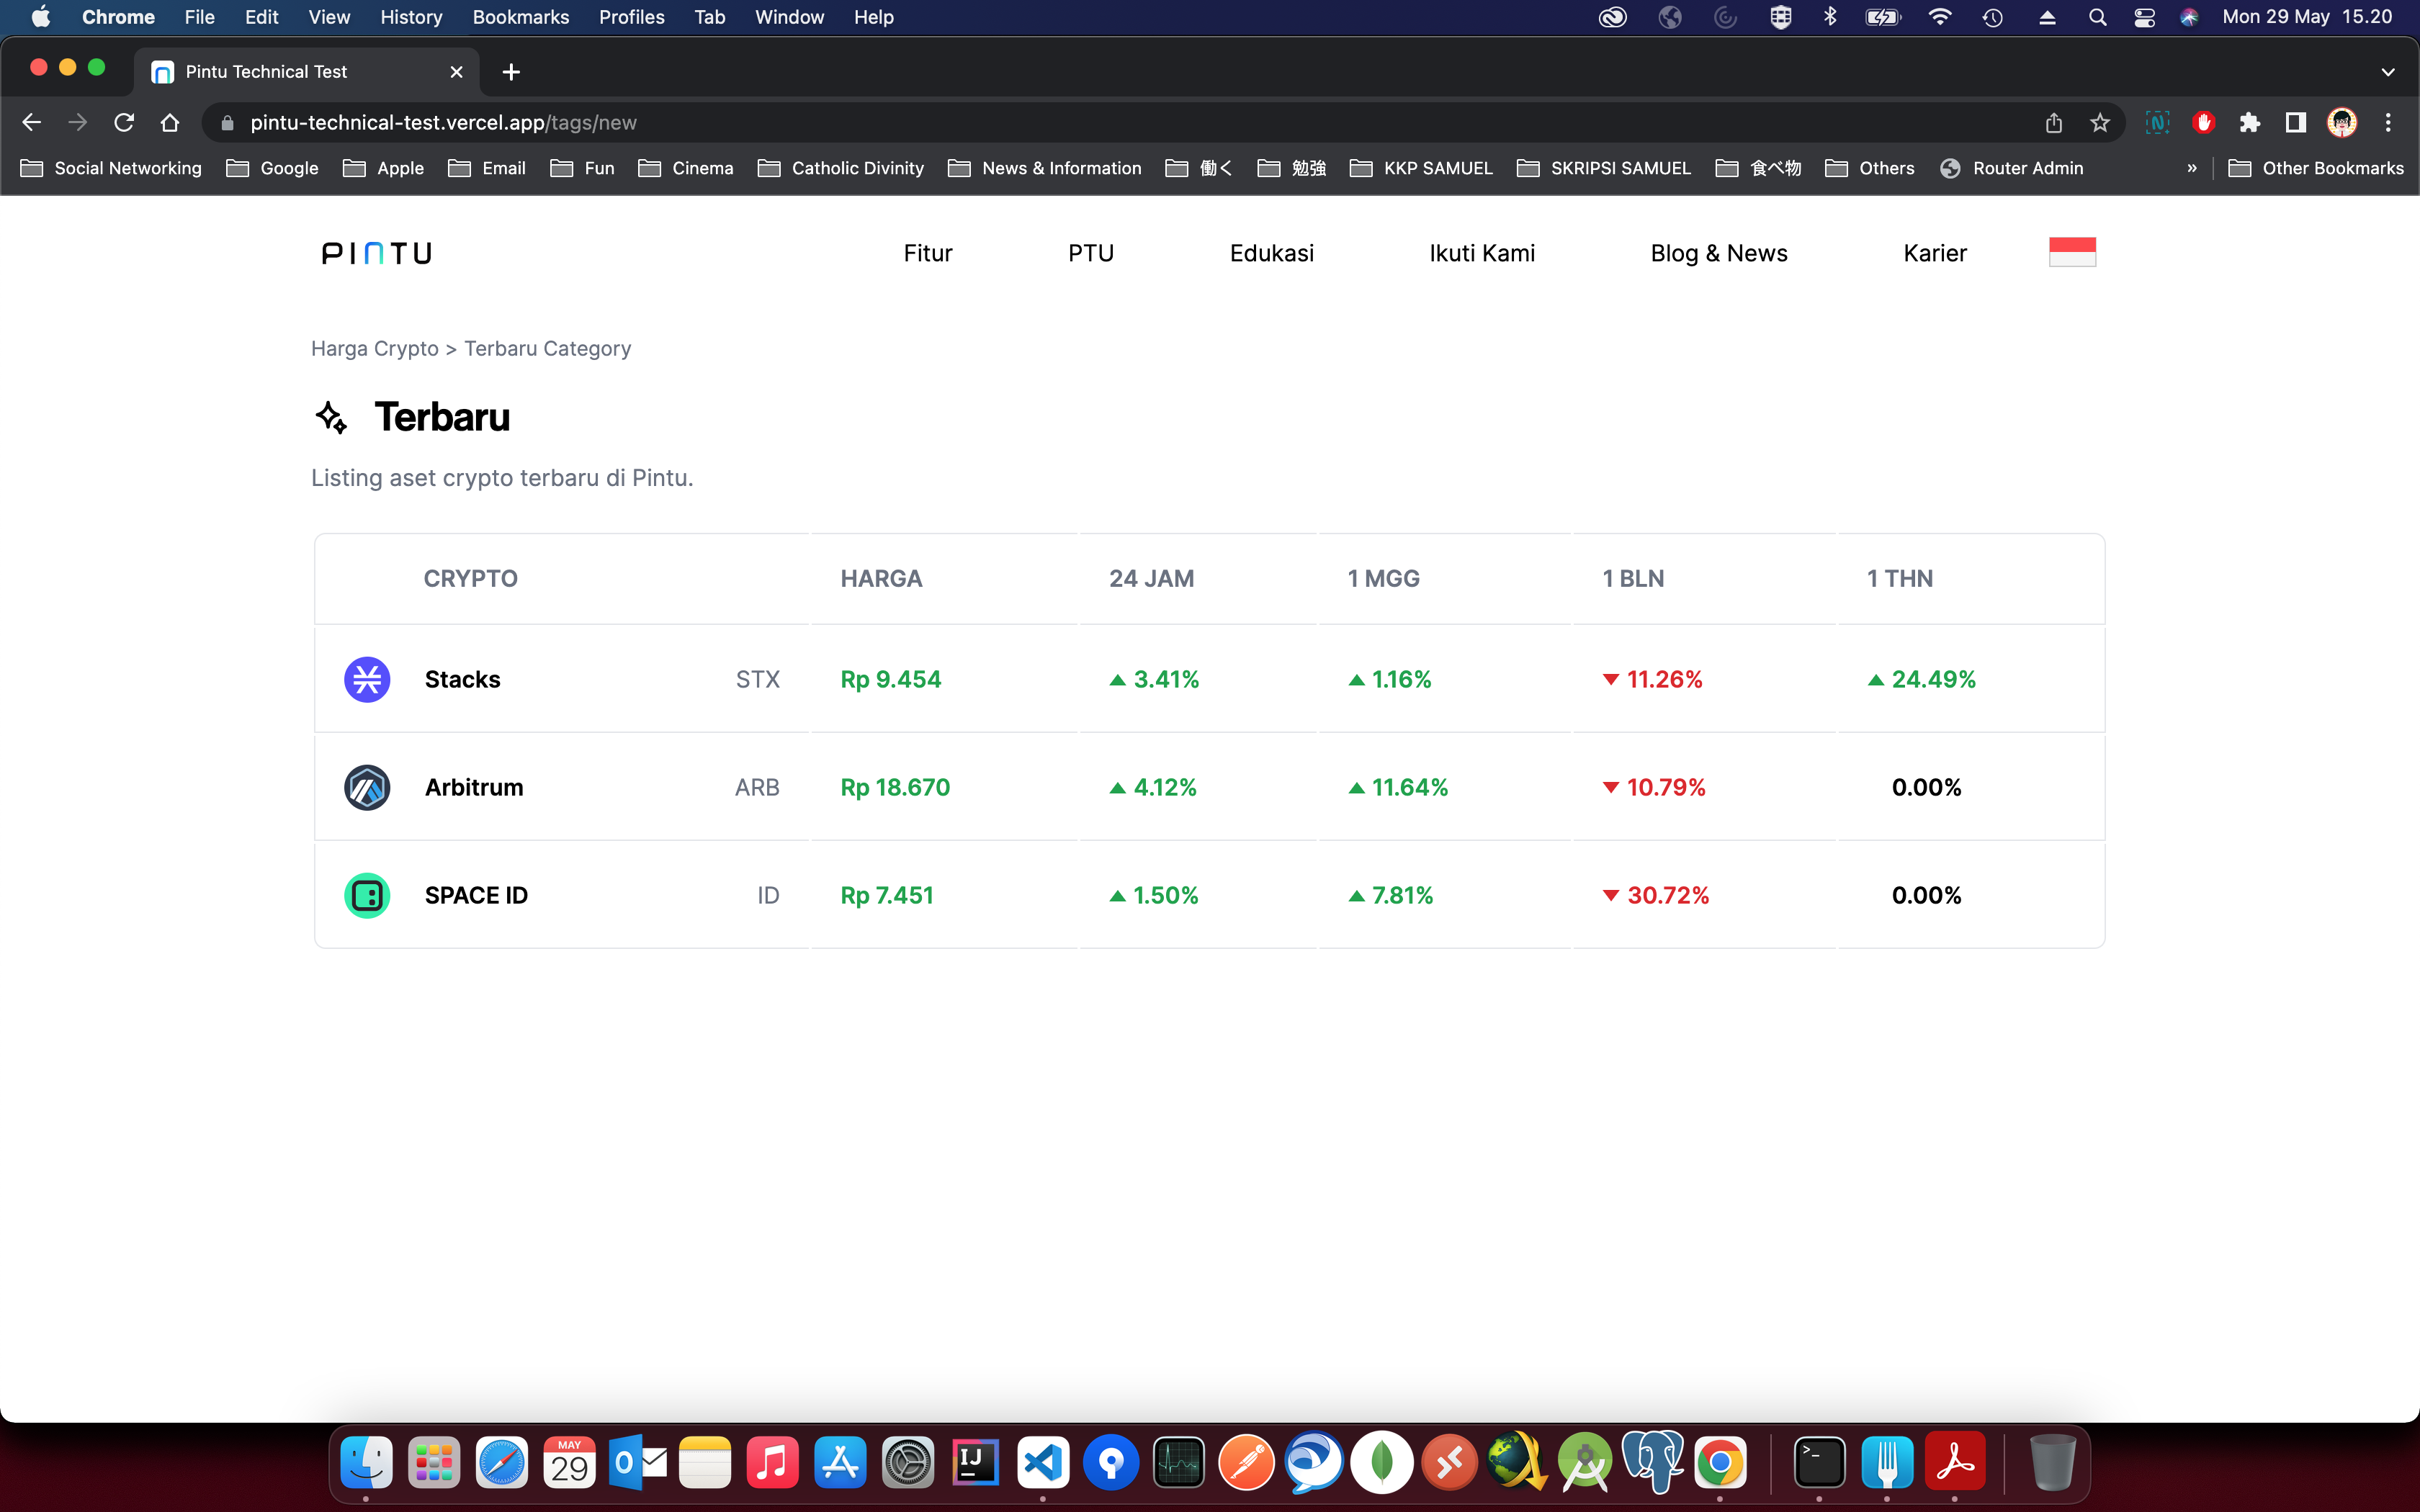 Chrome File Edit View History Bookmarks Profiles Tab Window Help Mon 29 May 15.20
Pintu Technical Test
pintu-technical-test.vercel.app/tags/new
Social Networking Google Apple Email Fun Cinema Catholic Divinity News & Information 働く 勉強 KKP SAMUEL SKRIPSI SAMUEL 食べ物 Others Router Admin » Other Bookmarks
PINTU Fitur PTU Edukasi Ikuti Kami Blog & News Karier
Harga Crypto > Terbaru Category
Terbaru
Listing aset crypto terbaru di Pintu.
CRYPTO HARGA 24 JAM 1 MGG 1 BLN 1 THN
Stacks STX Rp 9.454 ▲ 3.41% ▲ 1.16% ▼ 11.26% ▲ 24.49%
Arbitrum ARB Rp 18.670 ▲ 4.12% ▲ 11.64% ▼ 10.79% 0.00%
SPACE ID ID Rp 7.451 ▲ 1.50% ▲ 7.81% ▼ 30.72% 0.00%
MAY
29
IJ